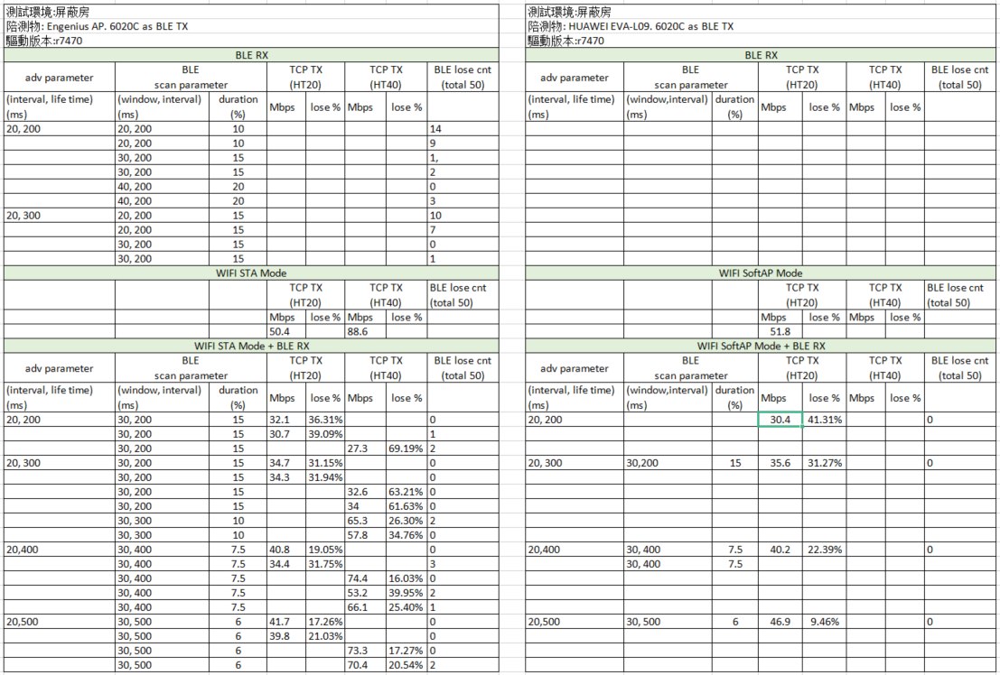 測試環境:屏蔽房
陪測物: Engenius AP. 6020C as BLE TX
驅動版本:r7470
BLE RX
adv parameter BLE scan parameter TCP TX (HT20) TCP TX (HT40) BLE lose cnt (total 50)
(interval, life time) (ms) (window, interval) (ms) duration (%) Mbps lose % Mbps lose %
20, 200 20, 200 10 14
20, 200 10 9
30, 200 15 1,
30, 200 15 2
40, 200 20 0
40, 200 20 3
20, 300 20, 200 15 10
20, 200 15 7
30, 200 15 0
30, 200 15 1
WIFI STA Mode
TCP TX (HT20) TCP TX (HT40) BLE lose cnt (total 50)
Mbps lose % Mbps lose %
50.4 88.6
WIFI STA Mode + BLE RX
adv parameter BLE scan parameter TCP TX (HT20) TCP TX (HT40) BLE lose cnt (total 50)
(interval, life time) (ms) (window, interval) (ms) duration (%) Mbps lose % Mbps lose %
20, 200 30, 200 15 32.1 36.31% 0
30, 200 15 30.7 39.09% 1
30, 200 15 27.3 69.19% 2
20, 300 30, 200 15 34.7 31.15% 0
30, 200 15 34.3 31.94% 0
30, 200 15 32.6 63.21% 0
30, 200 15 34 61.63% 0
30, 300 10 65.3 26.30% 2
30, 300 10 57.8 34.76% 0
20,400 30, 400 7.5 40.8 19.05% 0
30, 400 7.5 34.4 31.75% 3
30, 400 7.5 74.4 16.03% 0
30, 400 7.5 53.2 39.95% 2
30, 400 7.5 66.1 25.40% 1
20,500 30, 500 6 41.7 17.26% 0
30, 500 6 39.8 21.03% 0
30, 500 6 73.3 17.27% 0
30, 500 6 70.4 20.54% 2
測試環境:屏蔽房
陪測物: HUAWEI EVA-L09. 6020C as BLE TX
驅動版本:r7470
BLE RX
adv parameter BLE scan parameter TCP TX (HT20) TCP TX (HT40) BLE lose cnt (total 50)
(interval, life time) (ms) (window,interval) (ms) duration (%) Mbps lose % Mbps lose %
WIFI SoftAP Mode
TCP TX (HT20) TCP TX (HT40) BLE lose cnt (total 50)
Mbps lose % Mbps lose %
51.8
WIFI SoftAP Mode + BLE RX
adv parameter BLE scan parameter TCP TX (HT20) TCP TX (HT40) BLE lose cnt (total 50)
(interval, life time) (ms) (window,interval) (ms) duration (%) Mbps lose % Mbps lose %
20, 200 30.4 41.31% 0
20, 300 30,200 15 35.6 31.27% 0
20,400 30, 400 7.5 40.2 22.39% 0
30, 400 7.5
20,500 30, 500 6 46.9 9.46% 0